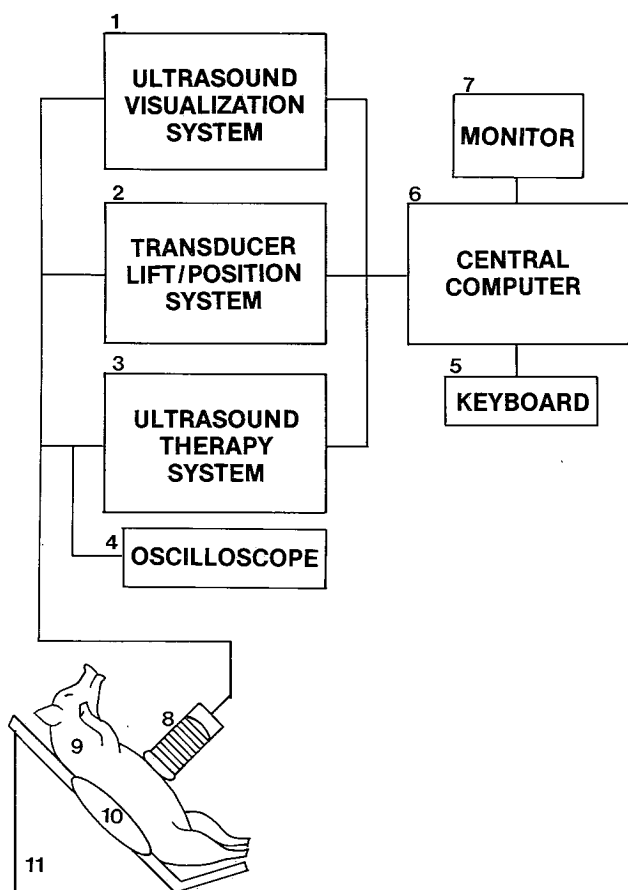 1
ULTRASOUND
VISUALIZATION
SYSTEM
7
MONITOR
2
TRANSDUCER
LIFT/POSITION
SYSTEM
6
CENTRAL
COMPUTER
3
ULTRASOUND
THERAPY
SYSTEM
5
KEYBOARD
4
OSCILLOSCOPE
8
9
10
11